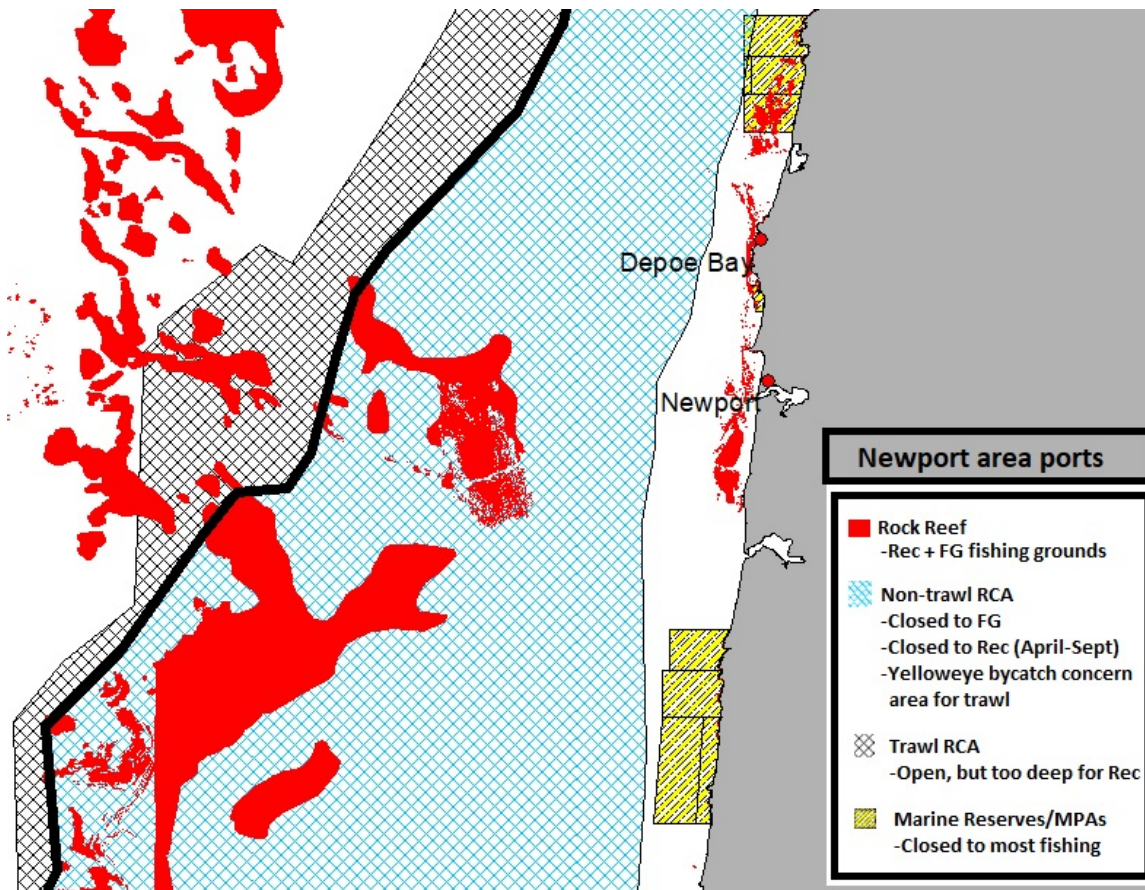 Depoe Bay
Newport
Newport area ports
Rock Reef
-Rec + FG fishing grounds
Non-trawl RCA
-Closed to FG
-Closed to Rec (April-Sept)
-Yelloweye bycatch concern
area for trawl
Trawl RCA
-Open, but too deep for Rec
Marine Reserves/MPAs
-Closed to most fishing